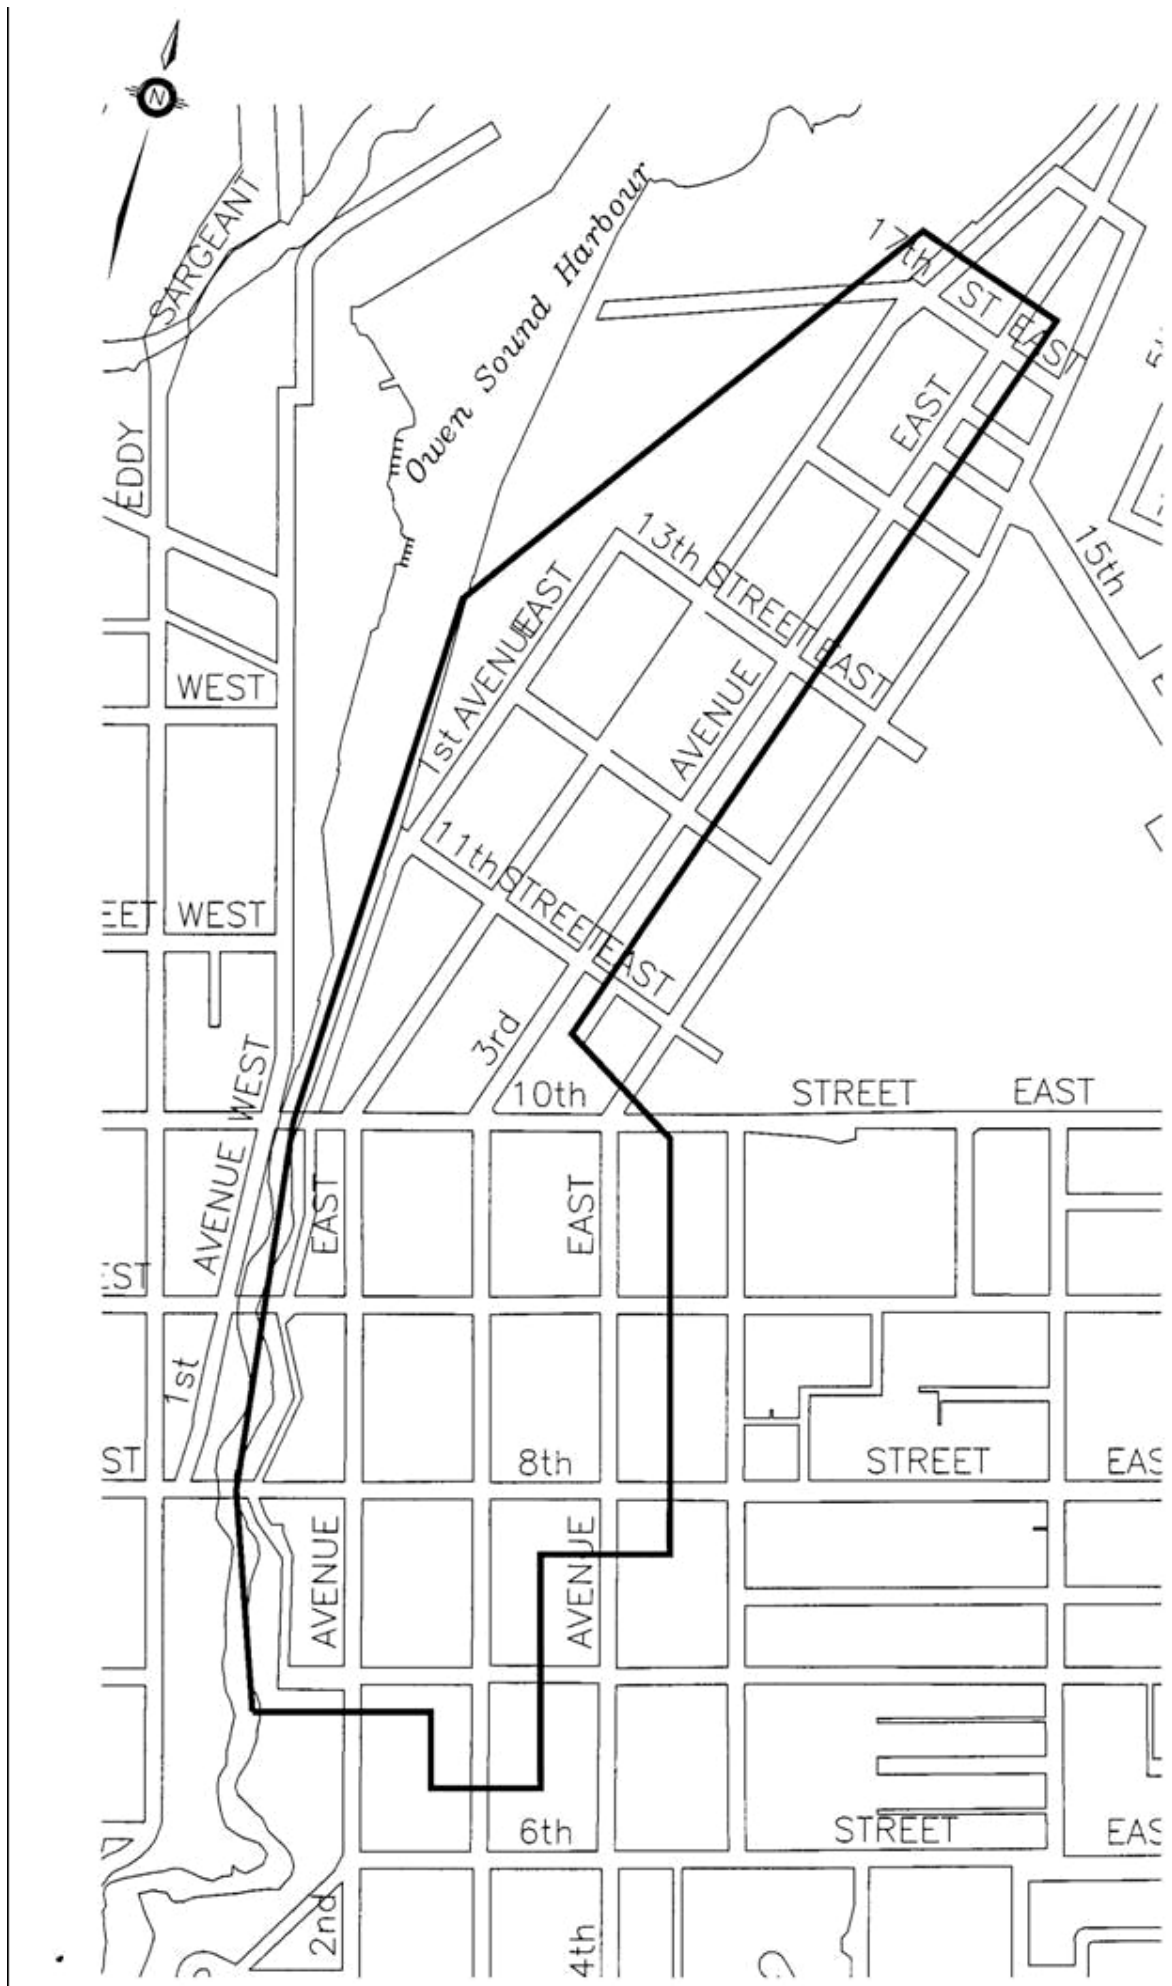 N
SARGEANT
Owen Sound Harbour
17th ST EAST
EDDY
EAST
15th
13th STREET EAST
1st AVENUE EAST
WEST
AVENUE
11th STREET EAST
WEST
3rd
10th STREET EAST
AVENUE WEST
EAST
EAST
1st
8th STREET
AVENUE
AVENUE
6th STREET
2nd
4th